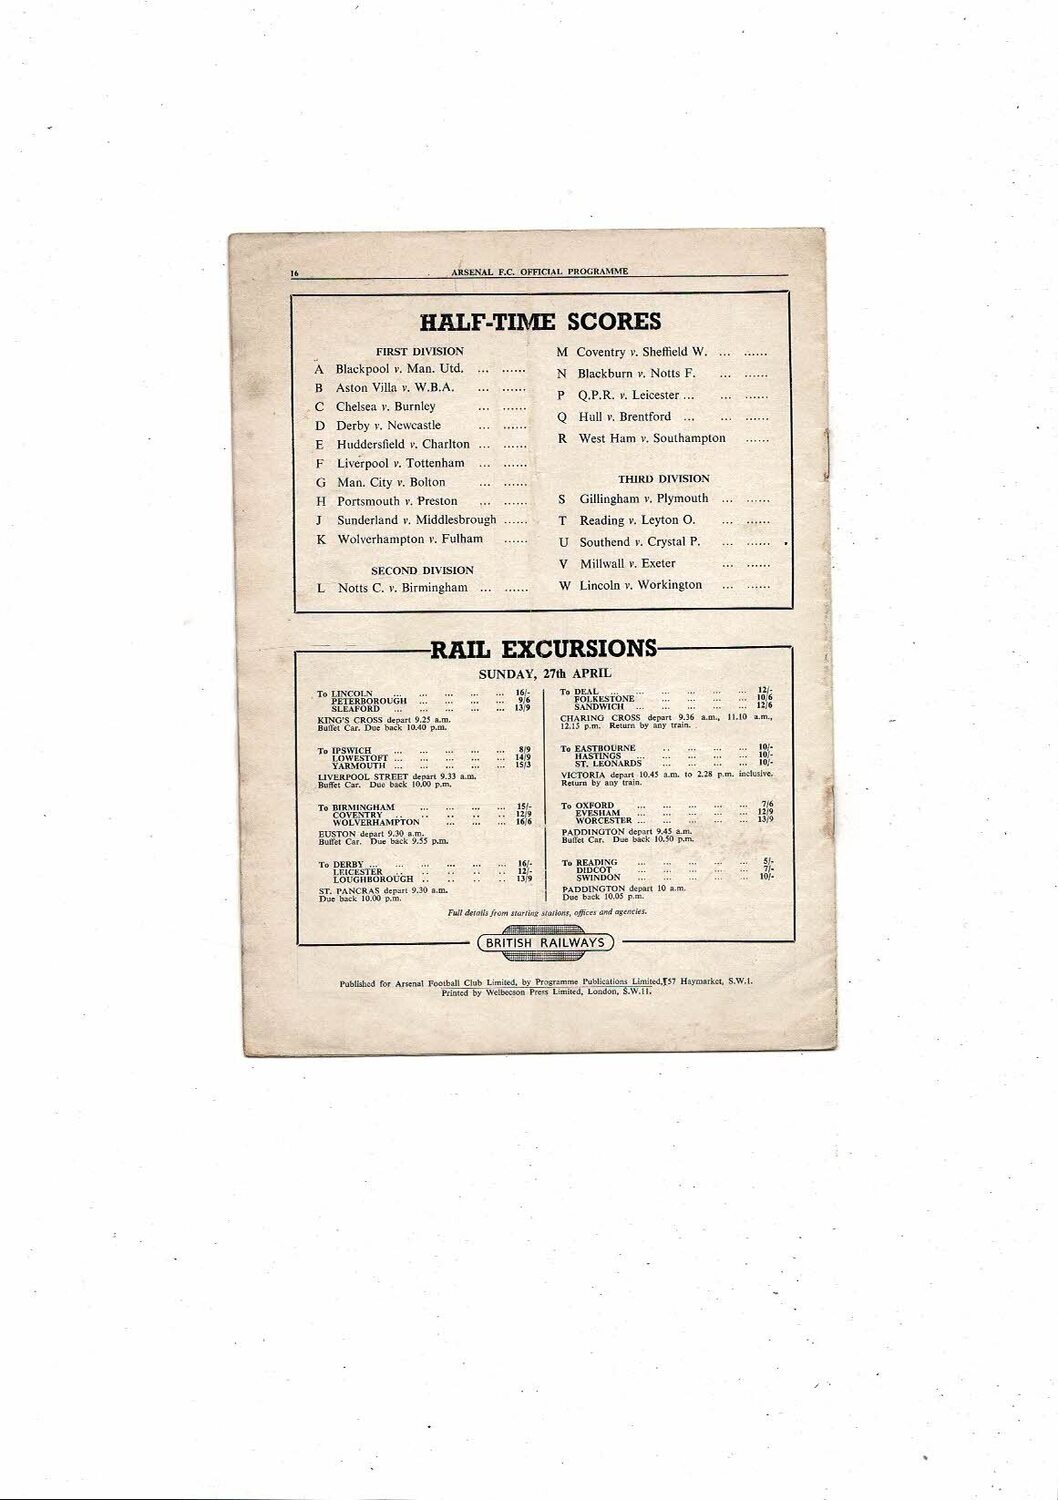 16
ARSENAL F.C. OFFICIAL PROGRAMME
HALF-TIME SCORES
FIRST DIVISION
A Blackpool v. Man. Utd. ... ......
B Aston Villa v. W.B.A. ... ......
C Chelsea v. Burnley ... ......
D Derby v. Newcastle ... ......
E Huddersfield v. Charlton ... ......
F Liverpool v. Tottenham ... ......
G Man. City v. Bolton ... ......
H Portsmouth v. Preston ... ......
J Sunderland v. Middlesbrough ......
K Wolverhampton v. Fulham ......
SECOND DIVISION
L Notts C. v. Birmingham ... ......
M Coventry v. Sheffield W. ... ......
N Blackburn v. Notts F. ... ......
P Q.P.R. v. Leicester ... ... ......
Q Hull v. Brentford ... ... ......
R West Ham v. Southampton ......
THIRD DIVISION
S Gillingham v. Plymouth ... ......
T Reading v. Leyton O. ... ......
U Southend v. Crystal P. ... ......
V Millwall v. Exeter ... ......
W Lincoln v. Workington ... ......
RAIL EXCURSIONS
SUNDAY, 27th APRIL
To LINCOLN ... ... ... ... ... 16/-
PETERBOROUGH ... ... ... ... 9/6
SLEAFORD ... ... ... ... ... 13/9
KING'S CROSS depart 9.25 a.m.
Buffet Car. Due back 10.40 p.m.
To IPSWICH ... ... ... ... ... 8/9
LOWESTOFT ... ... ... ... ... 14/9
YARMOUTH ... ... ... ... ... 15/3
LIVERPOOL STREET depart 9.33 a.m.
Buffet Car. Due back 10.00 p.m.
To BIRMINGHAM ... ... ... ... 15/-
COVENTRY .. .. .. .. .. 12/9
WOLVERHAMPTON ... ... ... 16/6
EUSTON depart 9.30 a.m.
Buffet Car. Due back 9.55 p.m.
To DERBY ... ... ... ... ... ... 16/-
LEICESTER .. .. .. .. .. 12/-
LOUGHBOROUGH .. .. .. .. 13/9
ST. PANCRAS depart 9.30 a.m.
Due back 10.00 p.m.
To DEAL ... ... ... ... ... ... 12/-
FOLKESTONE ... ... ... ... 10/6
SANDWICH ... ... ... ... ... 12/6
CHARING CROSS depart 9.36 a.m., 11.10 a.m.,
12.15 p.m. Return by any train.
To EASTBOURNE .. ... ... ... 10/-
HASTINGS ... ... ... ... ... 10/-
ST. LEONARDS ... ... ... ... 10/-
VICTORIA depart 10.45 a.m. to 2.28 p.m. inclusive.
Return by any train.
To OXFORD ... ... ... ... ... 7/6
EVESHAM ... ... ... ... ... 12/9
WORCESTER ... ... ... ... ... 13/9
PADDINGTON depart 9.45 a.m.
Buffet Car. Due back 10.50 p.m.
To READING ... ... ... ... ... 5/-
DIDCOT ... ... ... ... ... 7/-
SWINDON ... ... ... ... ... 10/-
PADDINGTON depart 10 a.m.
Due back 10.05 p.m.
Full details from starting stations, offices and agencies.
BRITISH RAILWAYS
Published for Arsenal Football Club Limited, by Programme Publications Limited, 57 Haymarket, S.W.1.
Printed by Welbecson Press Limited, London, S.W.11.